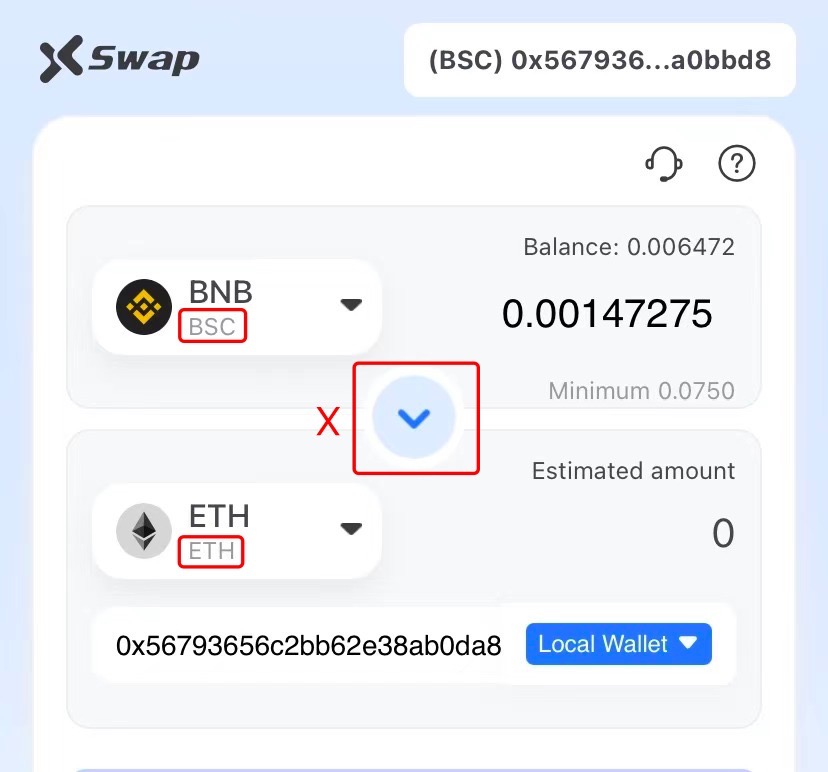 XSwap
(BSC) 0x567936...a0bbd8
?
Balance: 0.006472
BNB
BSC
0.00147275
Minimum 0.0750
X
Estimated amount
ETH
ETH
0
0x56793656c2bb62e38ab0da8
Local Wallet